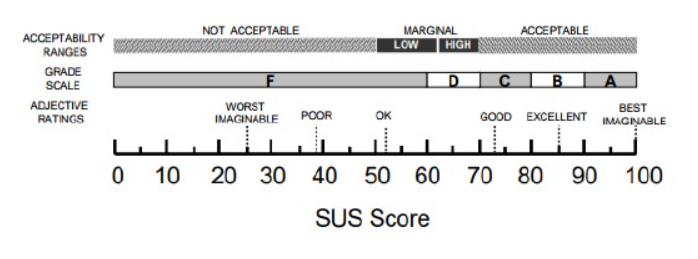 NOT ACCEPTABLE MARGINAL ACCEPTABLE
ACCEPTABILITY
RANGES
LOW HIGH
GRADE
SCALE
F D C B A
ADJECTIVE
RATINGS
WORST
IMAGINABLE
POOR
OK
GOOD
EXCELLENT
BEST
IMAGINABLE
0 10 20 30 40 50 60 70 80 90 100
SUS Score